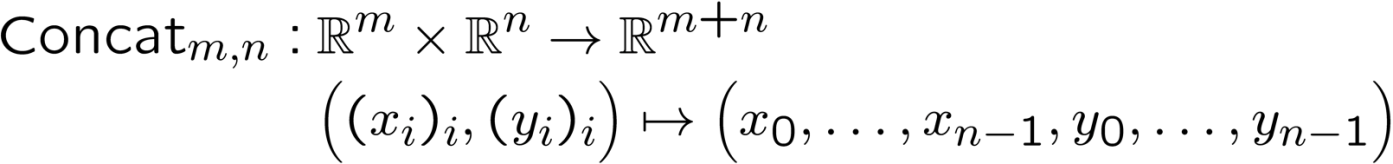 Concat_{m,n} : ℝ^m × ℝ^n → ℝ^{m+n}
((x_i)_i, (y_i)_i) ↦ (x_0, . . . , x_{n−1}, y_0, . . . , y_{n−1})